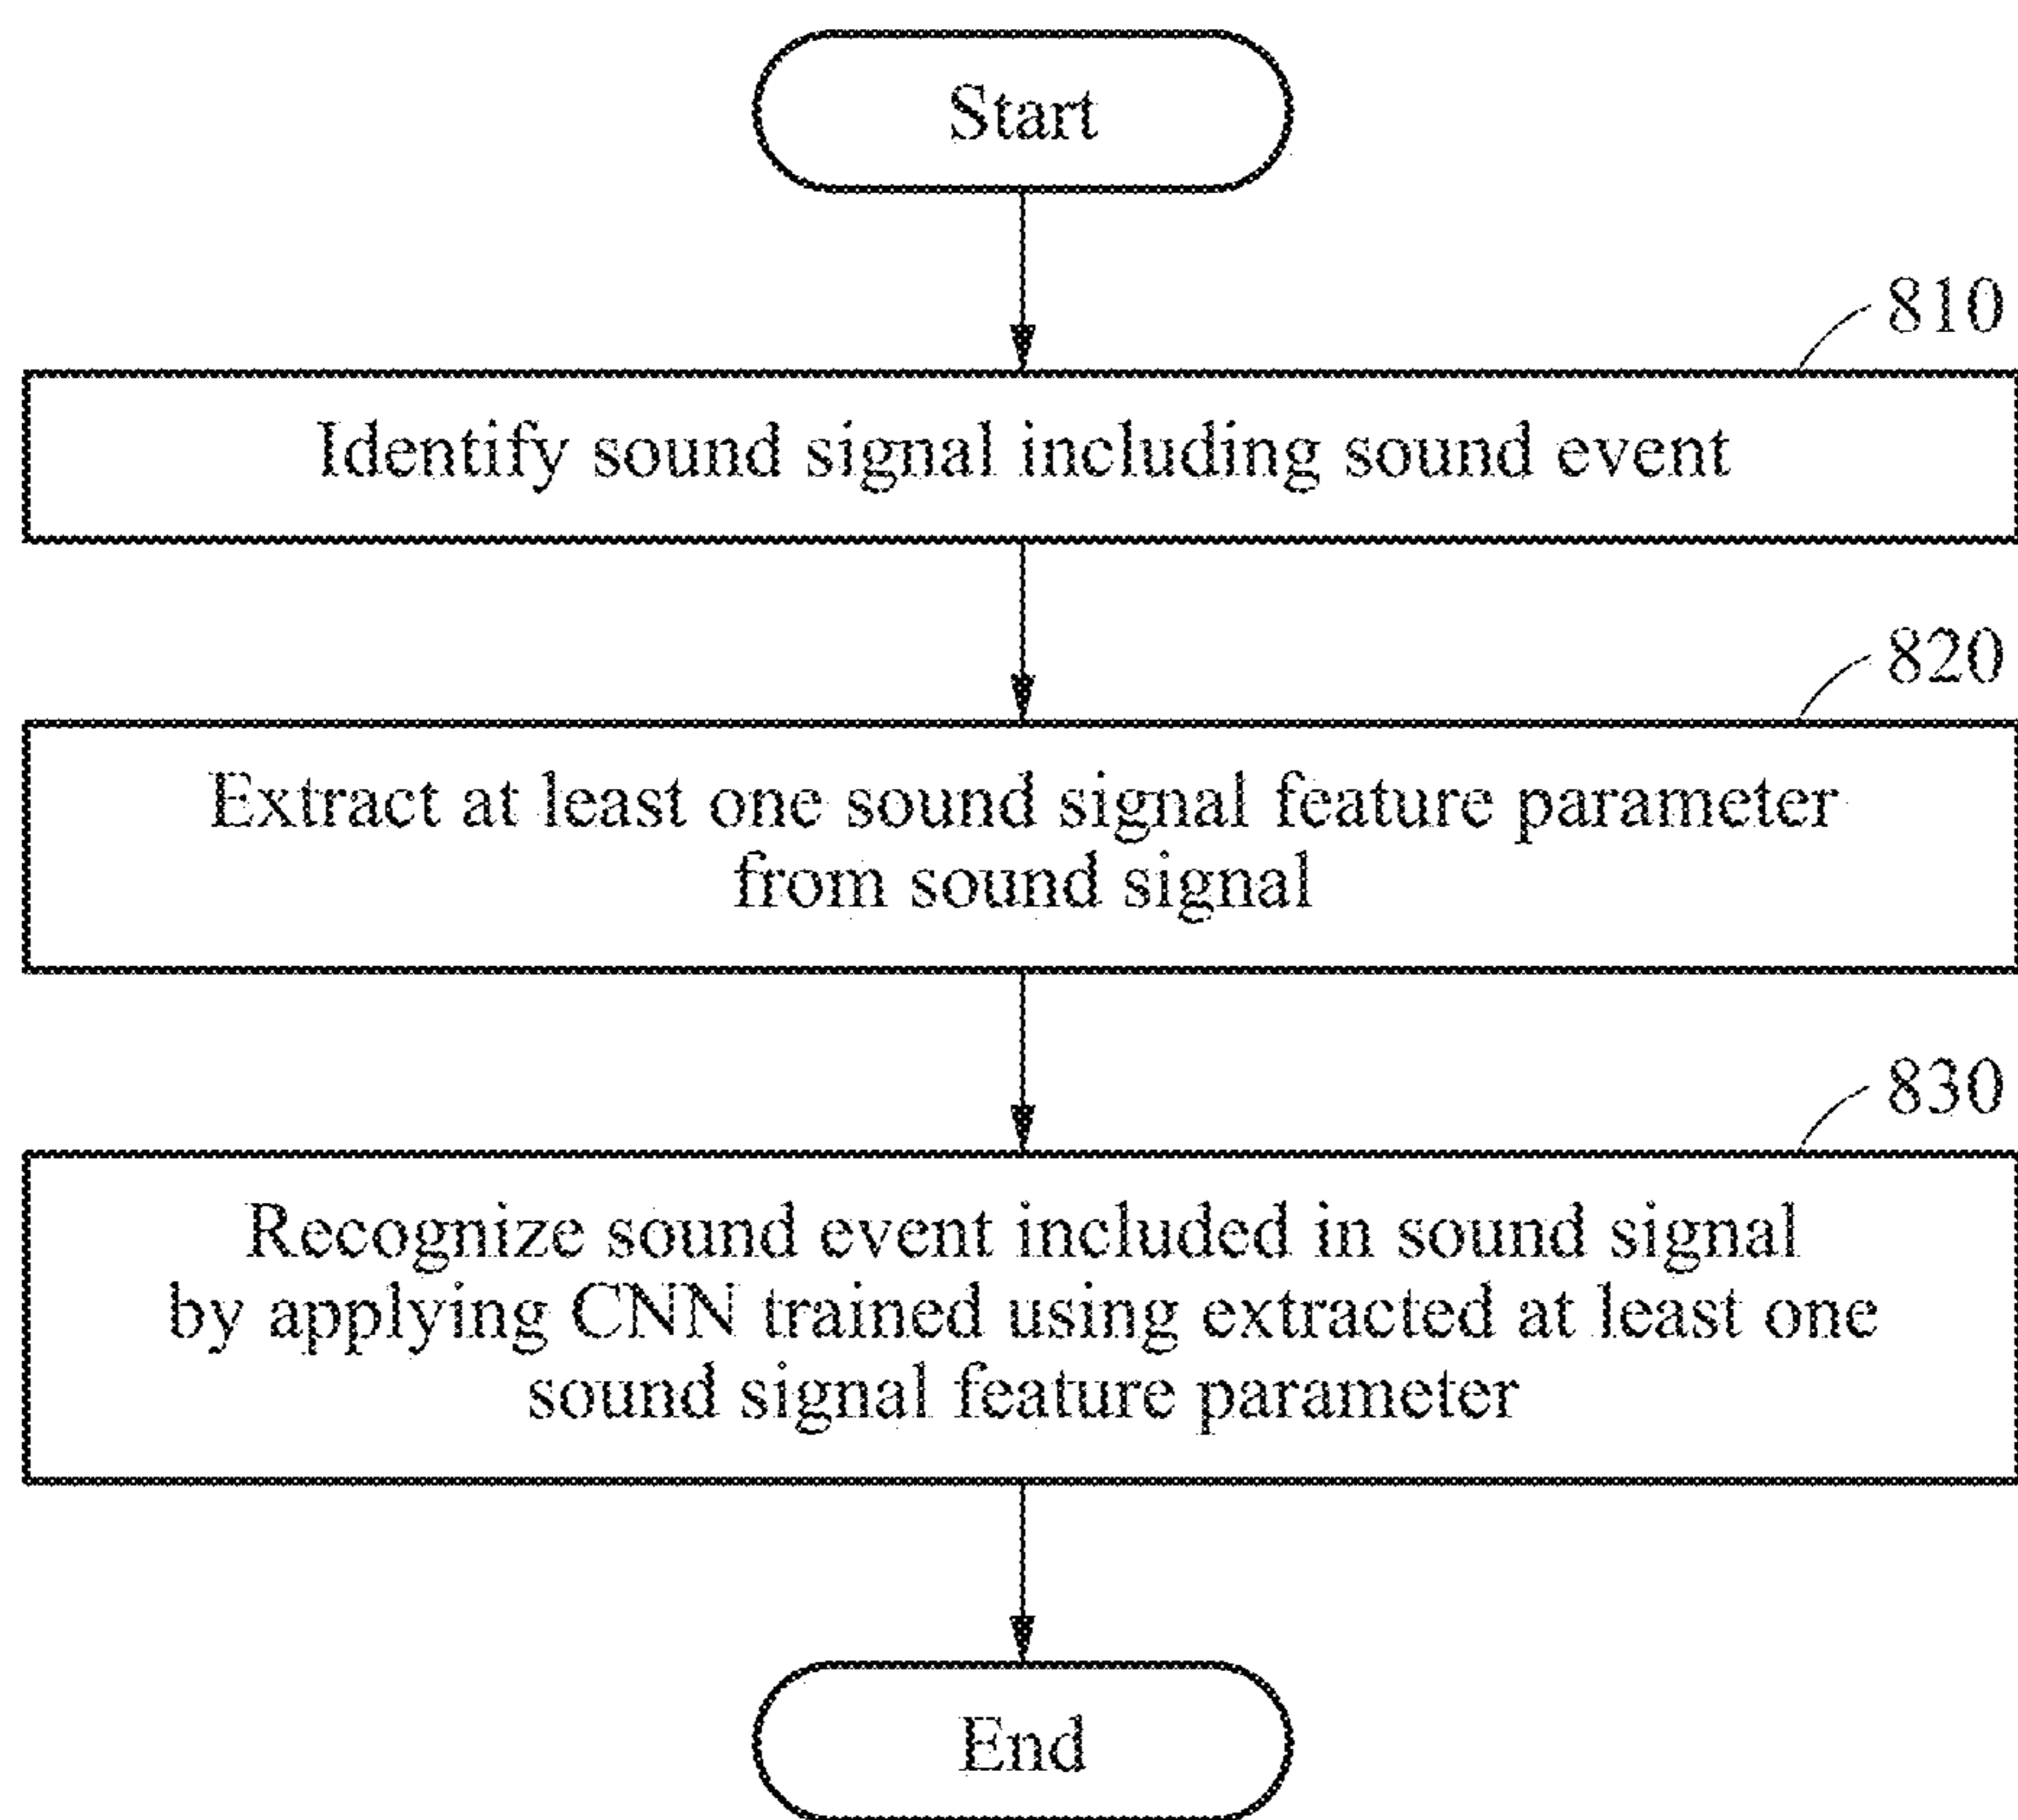 Start
810
Identify sound signal including sound event
820
Extract at least one sound signal feature parameter
from sound signal
830
Recognize sound event included in sound signal
by applying CNN trained using extracted at least one
sound signal feature parameter
End